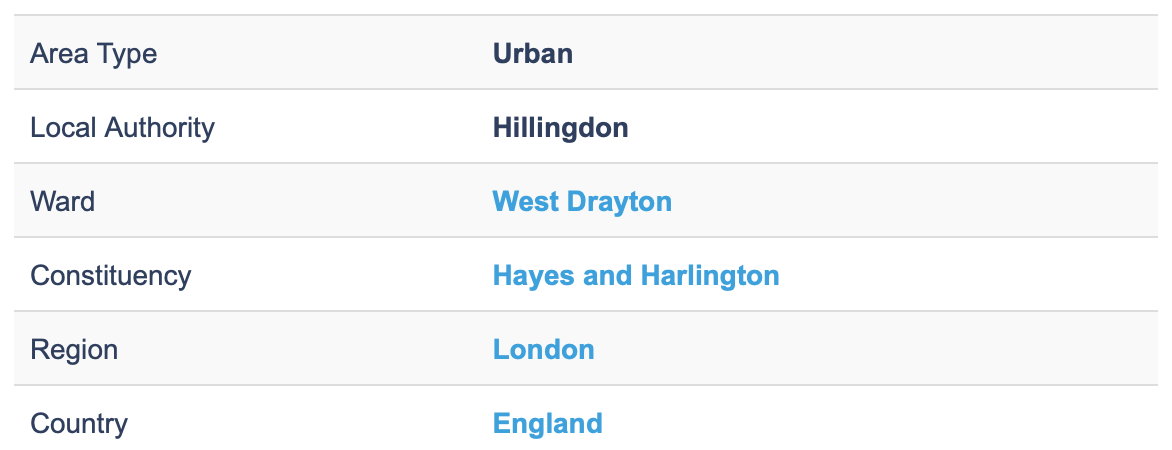 Area Type Urban
Local Authority Hillingdon
Ward West Drayton
Constituency Hayes and Harlington
Region London
Country England